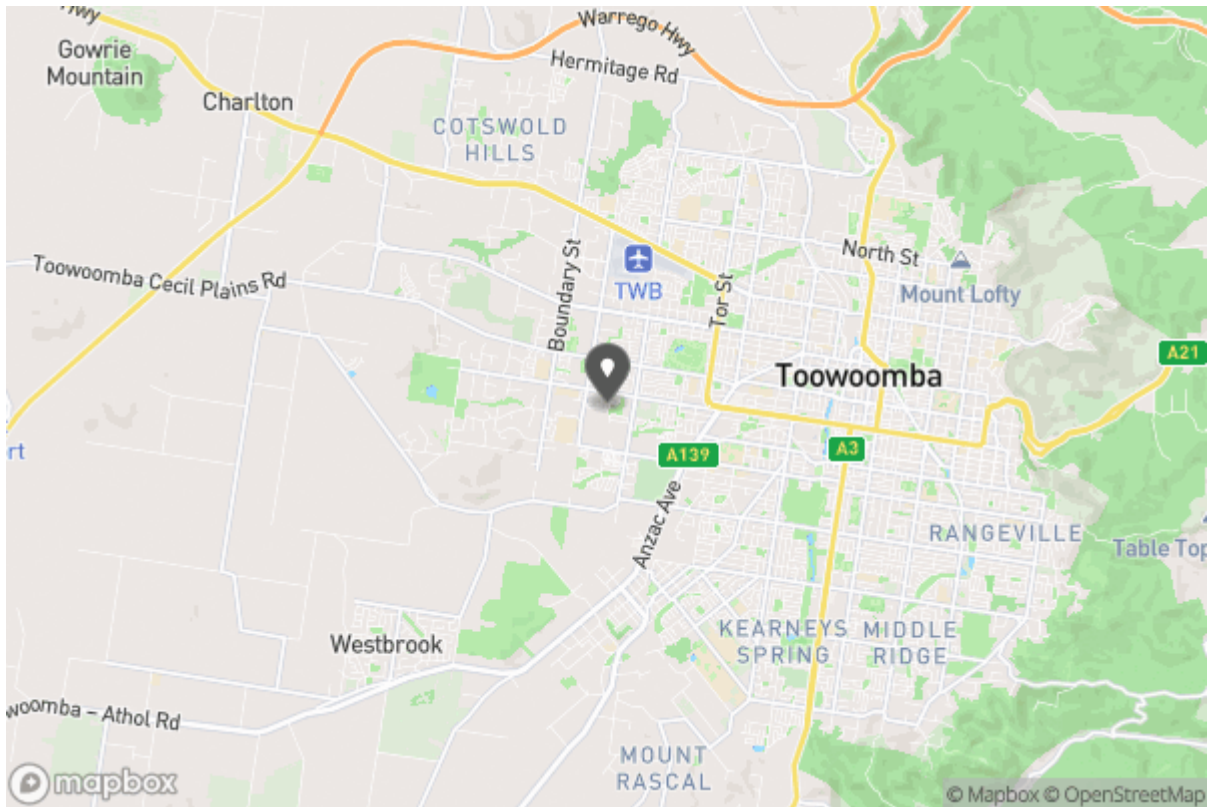 Hwy
Gowrie
Mountain
Warrego Hwy
Hermitage Rd
Charlton
COTSWOLD
HILLS
North St
Boundary St
Toowoomba Cecil Plains Rd
TWB
Tor St
Mount Lofty
A21
Toowoomba
ort
A139
A3
Anzac Ave
RANGEVILLE
Table Top
KEARNEYS
SPRING
MIDDLE
RIDGE
Westbrook
woomba – Athol Rd
MOUNT
RASCAL
mapbox
© Mapbox © OpenStreetMap